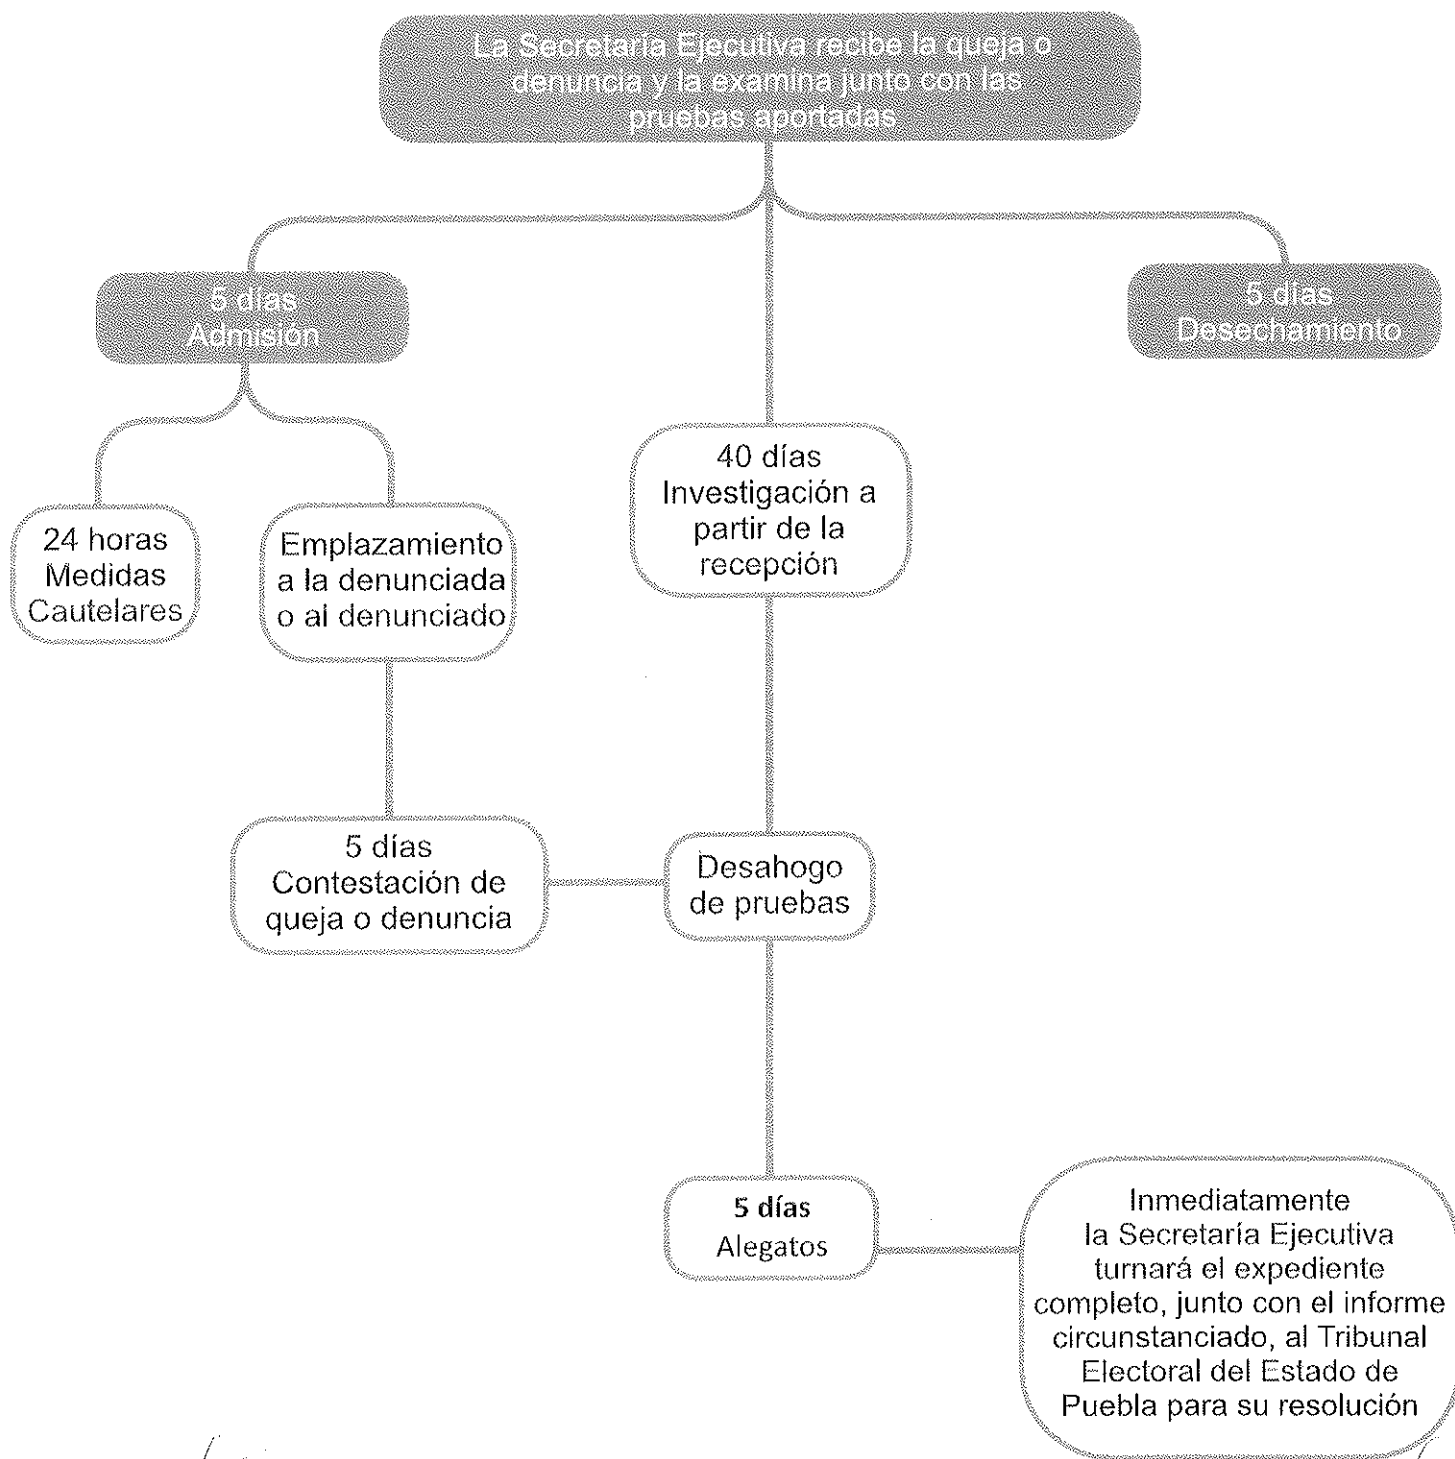 La Secretaría Ejecutiva recibe la queja o
denuncia y la examina junto con las
pruebas aportadas
5 días
Admisión
5 días
Desechamiento
24 horas
Medidas
Cautelares
Emplazamiento
a la denunciada
o al denunciado
40 días
Investigación a
partir de la
recepción
5 días
Contestación de
queja o denuncia
Desahogo
de pruebas
5 días
Alegatos
Inmediatamente
la Secretaría Ejecutiva
turnará el expediente
completo, junto con el informe
circunstanciado, al Tribunal
Electoral del Estado de
Puebla para su resolución